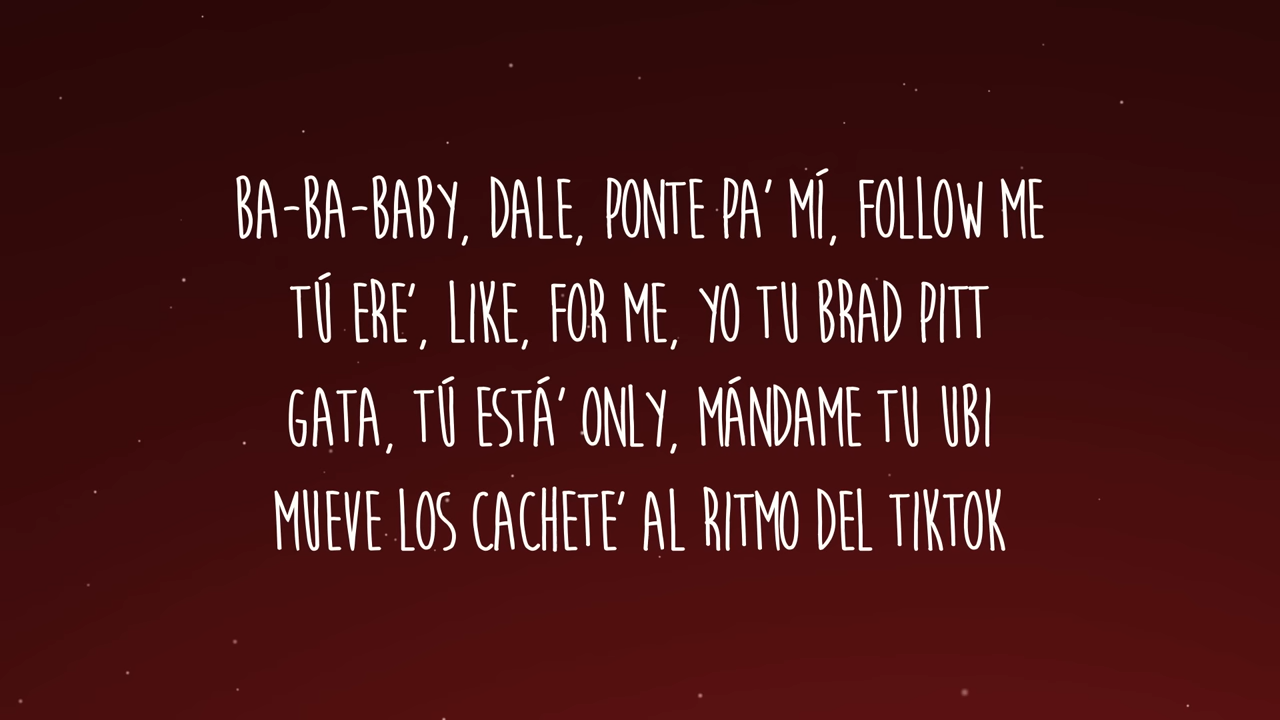 BA-BA-BABY, DALE, PONTE PA' MÍ, FOLLOW ME
TÚ ERE', LIKE, FOR ME, YO TU BRAD PITT
GATA, TÚ ESTÁ' ONLY, MÁNDAME TU UBI
MUEVE LOS CACHETE' AL RITMO DEL TIKTOK